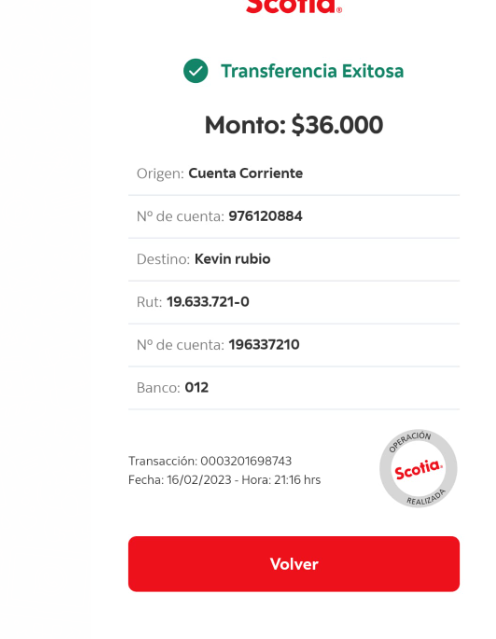 Scotia®
Transferencia Exitosa
Monto: $36.000
Origen: Cuenta Corriente
Nº de cuenta: 976120884
Destino: Kevin rubio
Rut: 19.633.721-0
Nº de cuenta: 196337210
Banco: 012
Transacción: 0003201698743
Fecha: 16/02/2023 - Hora: 21:16 hrs
OPERACIÓN
Scotia®
REALIZADA
Volver